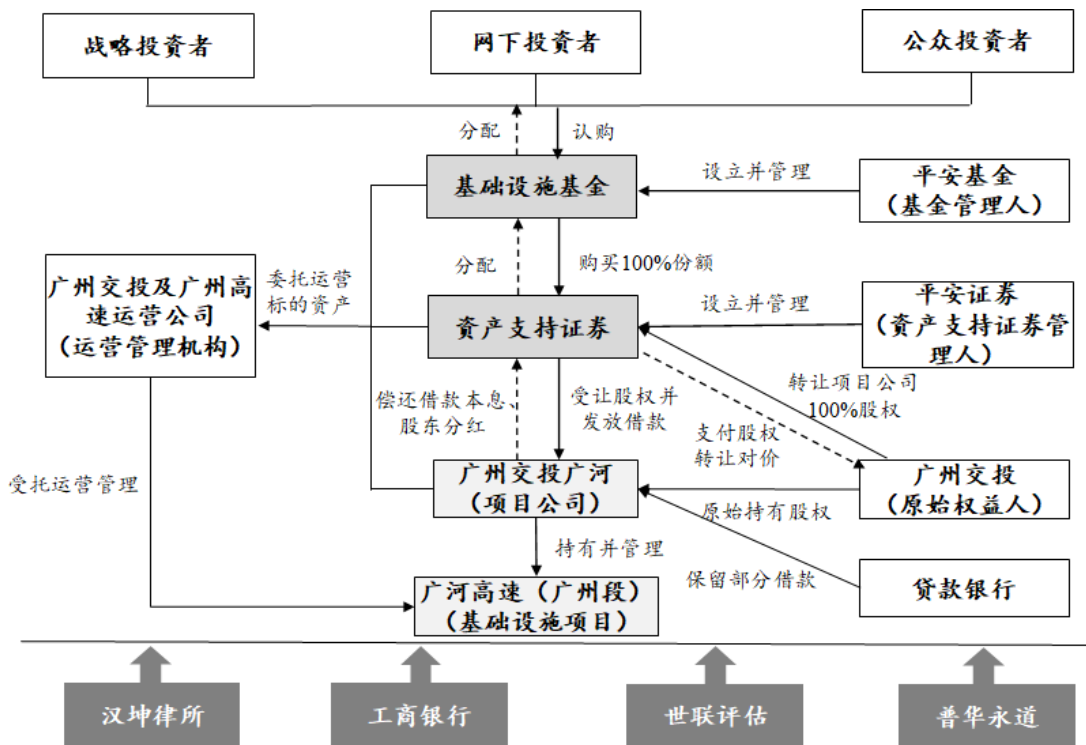 战略投资者
网下投资者
公众投资者
分配
认购
基础设施基金
设立并管理
平安基金
（基金管理人）
分配
购买100%份额
广州交投及广州高
速运营公司
（运营管理机构）
委托运营
标的资产
资产支持证券
设立并管理
平安证券
（资产支持证券管
理人）
偿还借款本息、
股东分红
受让股权并
发放借款
转让项目公司
100%股权
支付股权
转让对价
受托运营管理
广州交投广河
（项目公司）
原始持有股权
广州交投
（原始权益人）
持有并管理
保留部分借款
贷款银行
广河高速（广州段）
（基础设施项目）
汉坤律所
工商银行
世联评估
普华永道